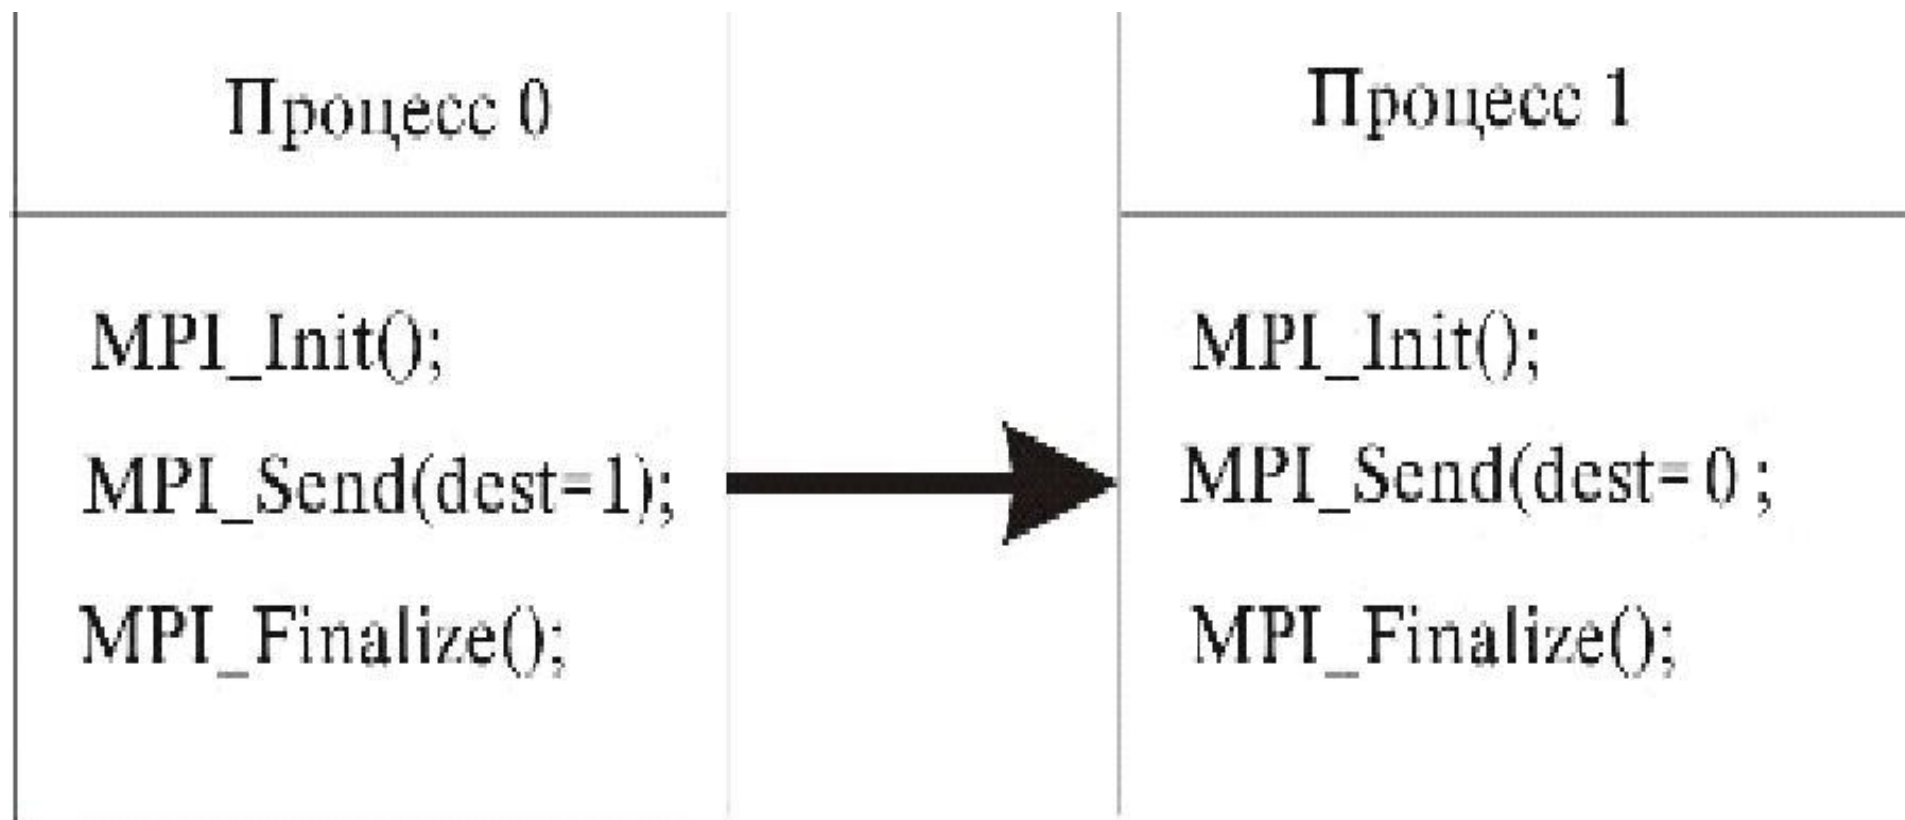 Процесс 0
MPI_Init();
MPI_Send(dest=1);
MPI_Finalize();
Процесс 1
MPI_Init();
MPI_Send(dest= 0 ;
MPI_Finalize();